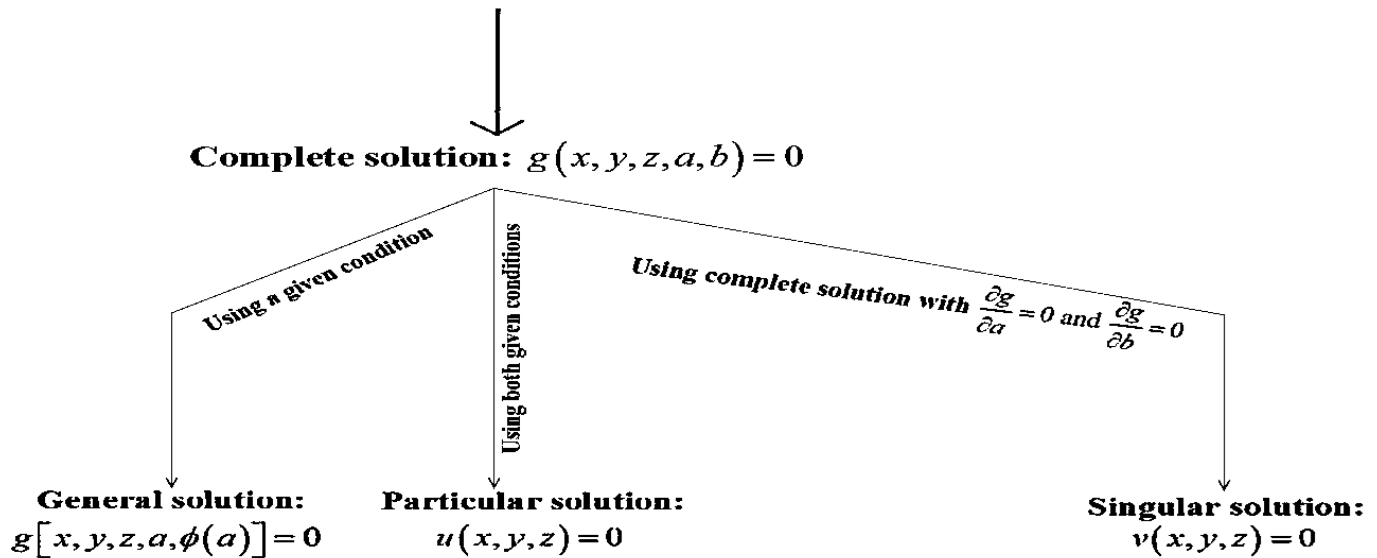 Complete solution: g(x, y, z, a, b) = 0
Using a given condition
Using both given conditions
Using complete solution with ∂g/∂a = 0 and ∂g/∂b = 0
General solution:
g[x, y, z, a, ϕ(a)] = 0
Particular solution:
u(x, y, z) = 0
Singular solution:
v(x, y, z) = 0